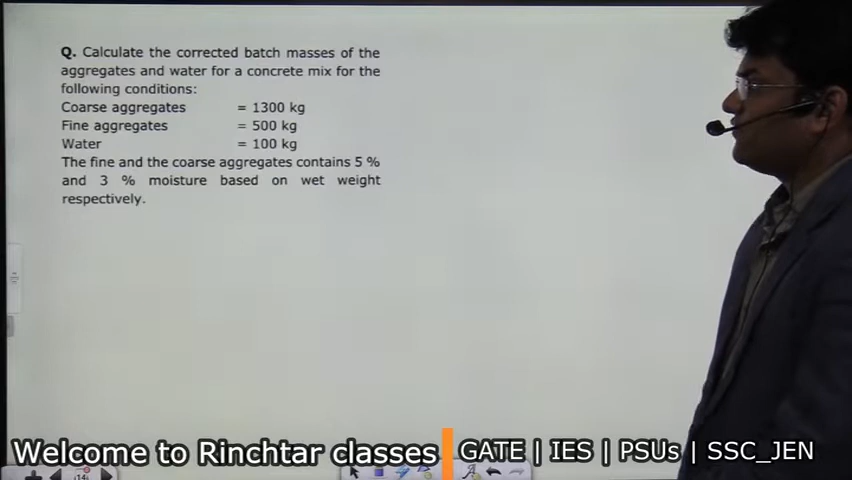 Q. Calculate the corrected batch masses of the
aggregates and water for a concrete mix for the
following conditions:
Coarse aggregates = 1300 kg
Fine aggregates = 500 kg
Water = 100 kg
The fine and the coarse aggregates contains 5 %
and 3 % moisture based on wet weight
respectively.
Welcome to Rinchtar classes GATE | IES | PSUs | SSC_JEN
(14)